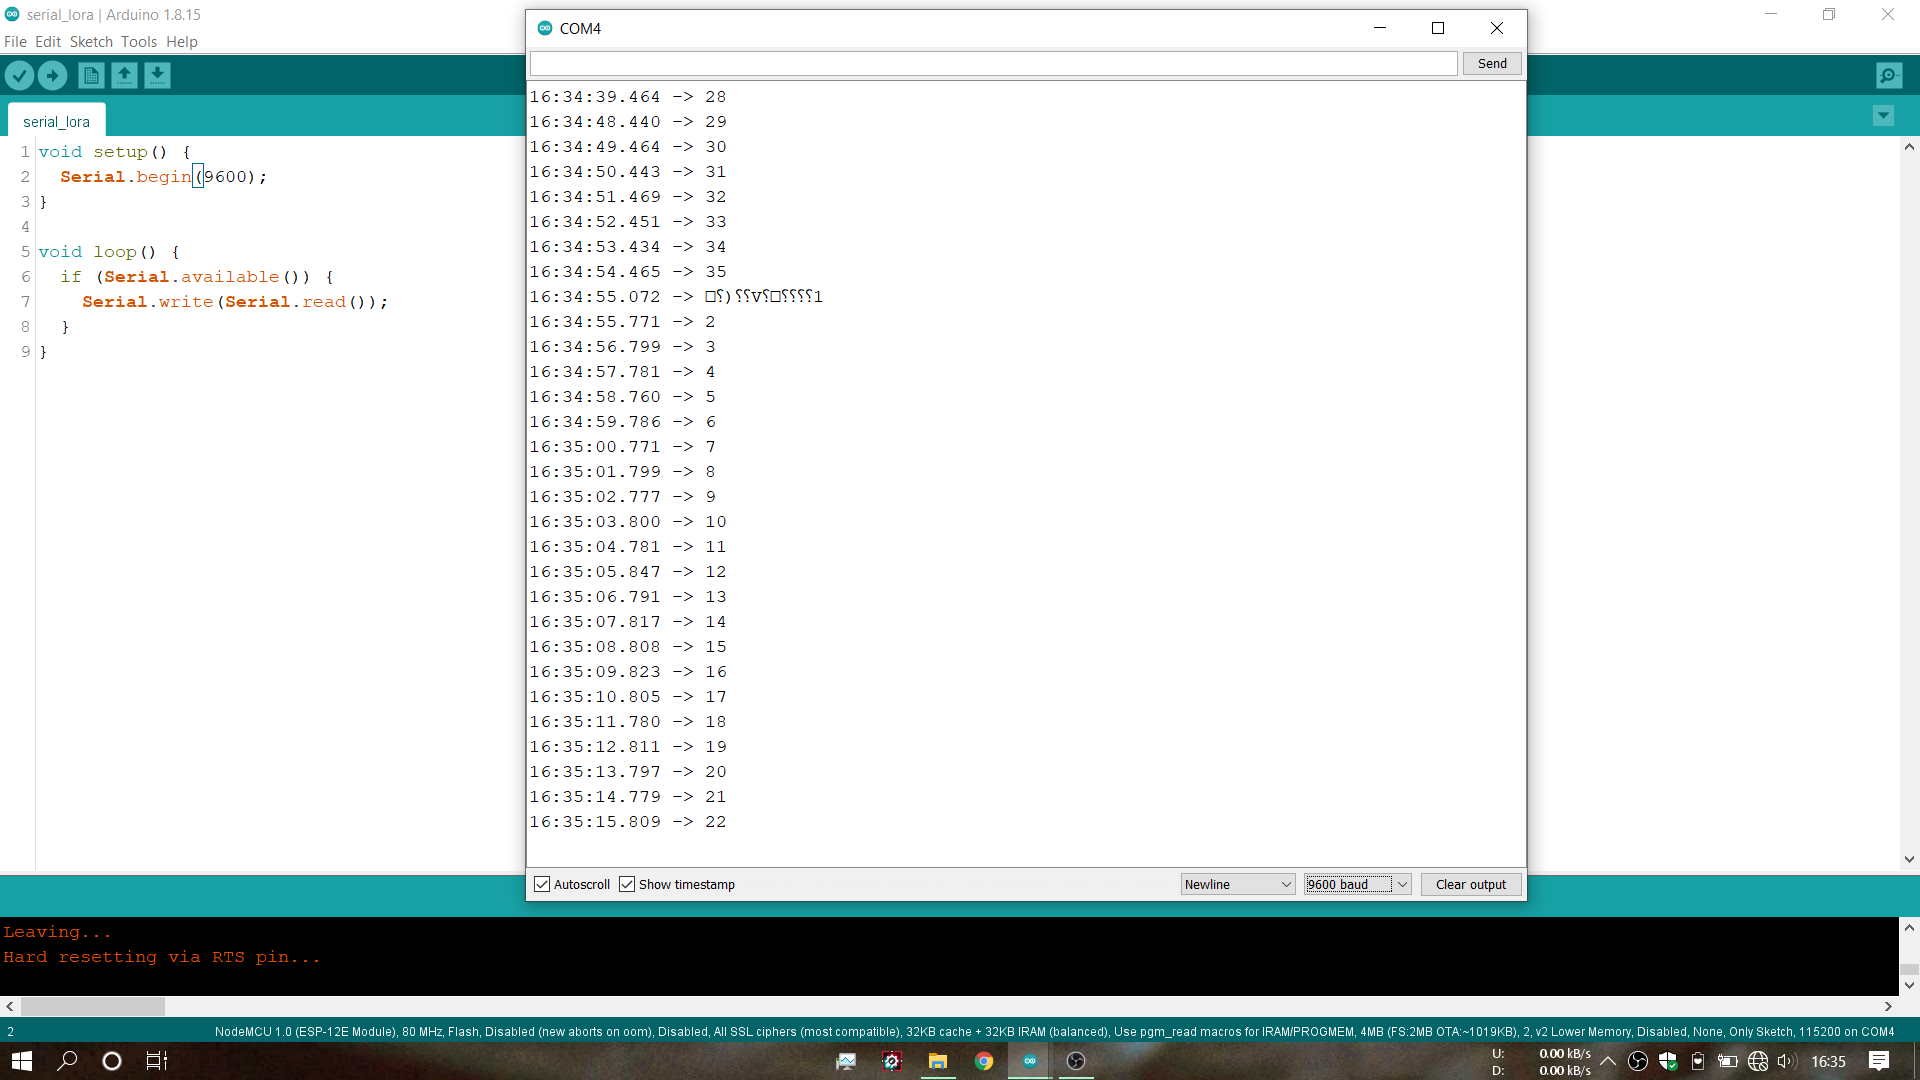 serial_lora | Arduino 1.8.15
File Edit Sketch Tools Help
serial_lora
1 void setup() {
2   Serial.begin(9600);
3 }
4
5 void loop() {
6   if (Serial.available()) {
7     Serial.write(Serial.read());
8   }
9 }
COM4
Send
16:34:39.464 -> 28
16:34:48.440 -> 29
16:34:49.464 -> 30
16:34:50.443 -> 31
16:34:51.469 -> 32
16:34:52.451 -> 33
16:34:53.434 -> 34
16:34:54.465 -> 35
16:34:55.072 -> □⸮)⸮⸮V⸮□⸮⸮⸮⸮1
16:34:55.771 -> 2
16:34:56.799 -> 3
16:34:57.781 -> 4
16:34:58.760 -> 5
16:34:59.786 -> 6
16:35:00.771 -> 7
16:35:01.799 -> 8
16:35:02.777 -> 9
16:35:03.800 -> 10
16:35:04.781 -> 11
16:35:05.847 -> 12
16:35:06.791 -> 13
16:35:07.817 -> 14
16:35:08.808 -> 15
16:35:09.823 -> 16
16:35:10.805 -> 17
16:35:11.780 -> 18
16:35:12.811 -> 19
16:35:13.797 -> 20
16:35:14.779 -> 21
16:35:15.809 -> 22
Autoscroll Show timestamp Newline 9600 baud Clear output
Leaving...
Hard resetting via RTS pin...
2 NodeMCU 1.0 (ESP-12E Module), 80 MHz, Flash, Disabled (new aborts on oom), Disabled, All SSL ciphers (most compatible), 32KB cache + 32KB IRAM (balanced), Use pgm_read macros for IRAM/PROGMEM, 4MB (FS:2MB OTA:~1019KB), 2, v2 Lower Memory, Disabled, None, Only Sketch, 115200 on COM4
U: 0.00 kB/s
D: 0.00 kB/s
16:35